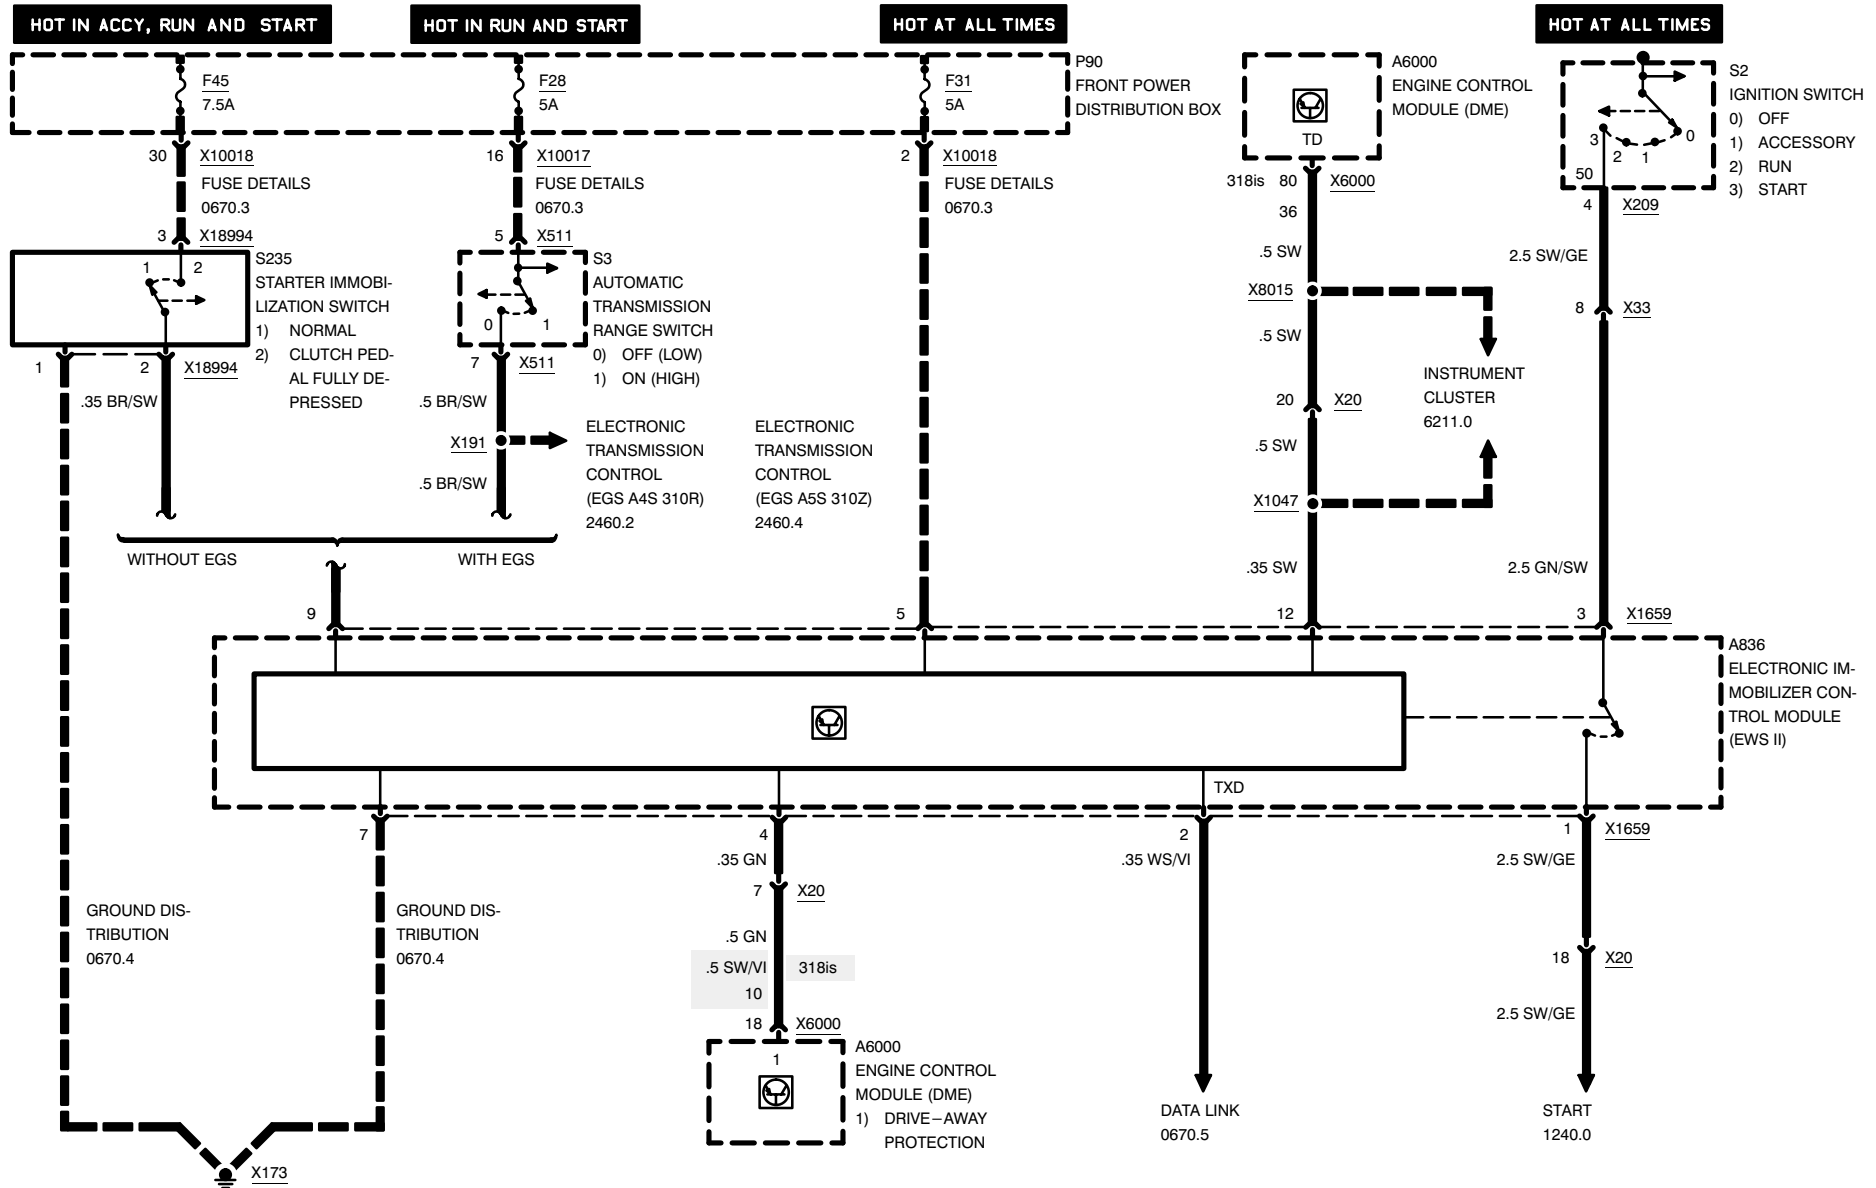 HOT IN ACCY, RUN AND START
HOT IN RUN AND START
HOT AT ALL TIMES
HOT AT ALL TIMES
F45
7.5A
F28
5A
F31
5A
P90
FRONT POWER
DISTRIBUTION BOX
TD
A6000
ENGINE CONTROL
MODULE (DME)
3
2
1
0
50
S2
IGNITION SWITCH
0) OFF
1) ACCESSORY
2) RUN
3) START
30 X10018
FUSE DETAILS
0670.3
16 X10017
FUSE DETAILS
0670.3
2 X10018
FUSE DETAILS
0670.3
318is 80 X6000
36
4 X209
3 X18994
5 X511
.5 SW
2.5 SW/GE
1 2
S235
STARTER IMMOBI-
LIZATION SWITCH
1) NORMAL
2) CLUTCH PED-
AL FULLY DE-
PRESSED
0 1
S3
AUTOMATIC
TRANSMISSION
RANGE SWITCH
0) OFF (LOW)
1) ON (HIGH)
X8015
8 X33
.5 SW
1
2 X18994
7 X511
INSTRUMENT
CLUSTER
6211.0
.35 BR/SW
.5 BR/SW
20 X20
X191
ELECTRONIC
TRANSMISSION
CONTROL
(EGS A4S 310R)
2460.2
ELECTRONIC
TRANSMISSION
CONTROL
(EGS A5S 310Z)
2460.4
.5 SW
.5 BR/SW
X1047
WITHOUT EGS
WITH EGS
.35 SW
2.5 GN/SW
9
5
12
3 X1659
A836
ELECTRONIC IM-
MOBILIZER CON-
TROL MODULE
(EWS II)
TXD
7
4
2
1 X1659
.35 GN
.35 WS/VI
2.5 SW/GE
7 X20
GROUND DIS-
TRIBUTION
0670.4
GROUND DIS-
TRIBUTION
0670.4
.5 GN
.5 SW/VI 318is
10
18 X20
2.5 SW/GE
18 X6000
1
A6000
ENGINE CONTROL
MODULE (DME)
1) DRIVE–AWAY
PROTECTION
DATA LINK
0670.5
START
1240.0
X173